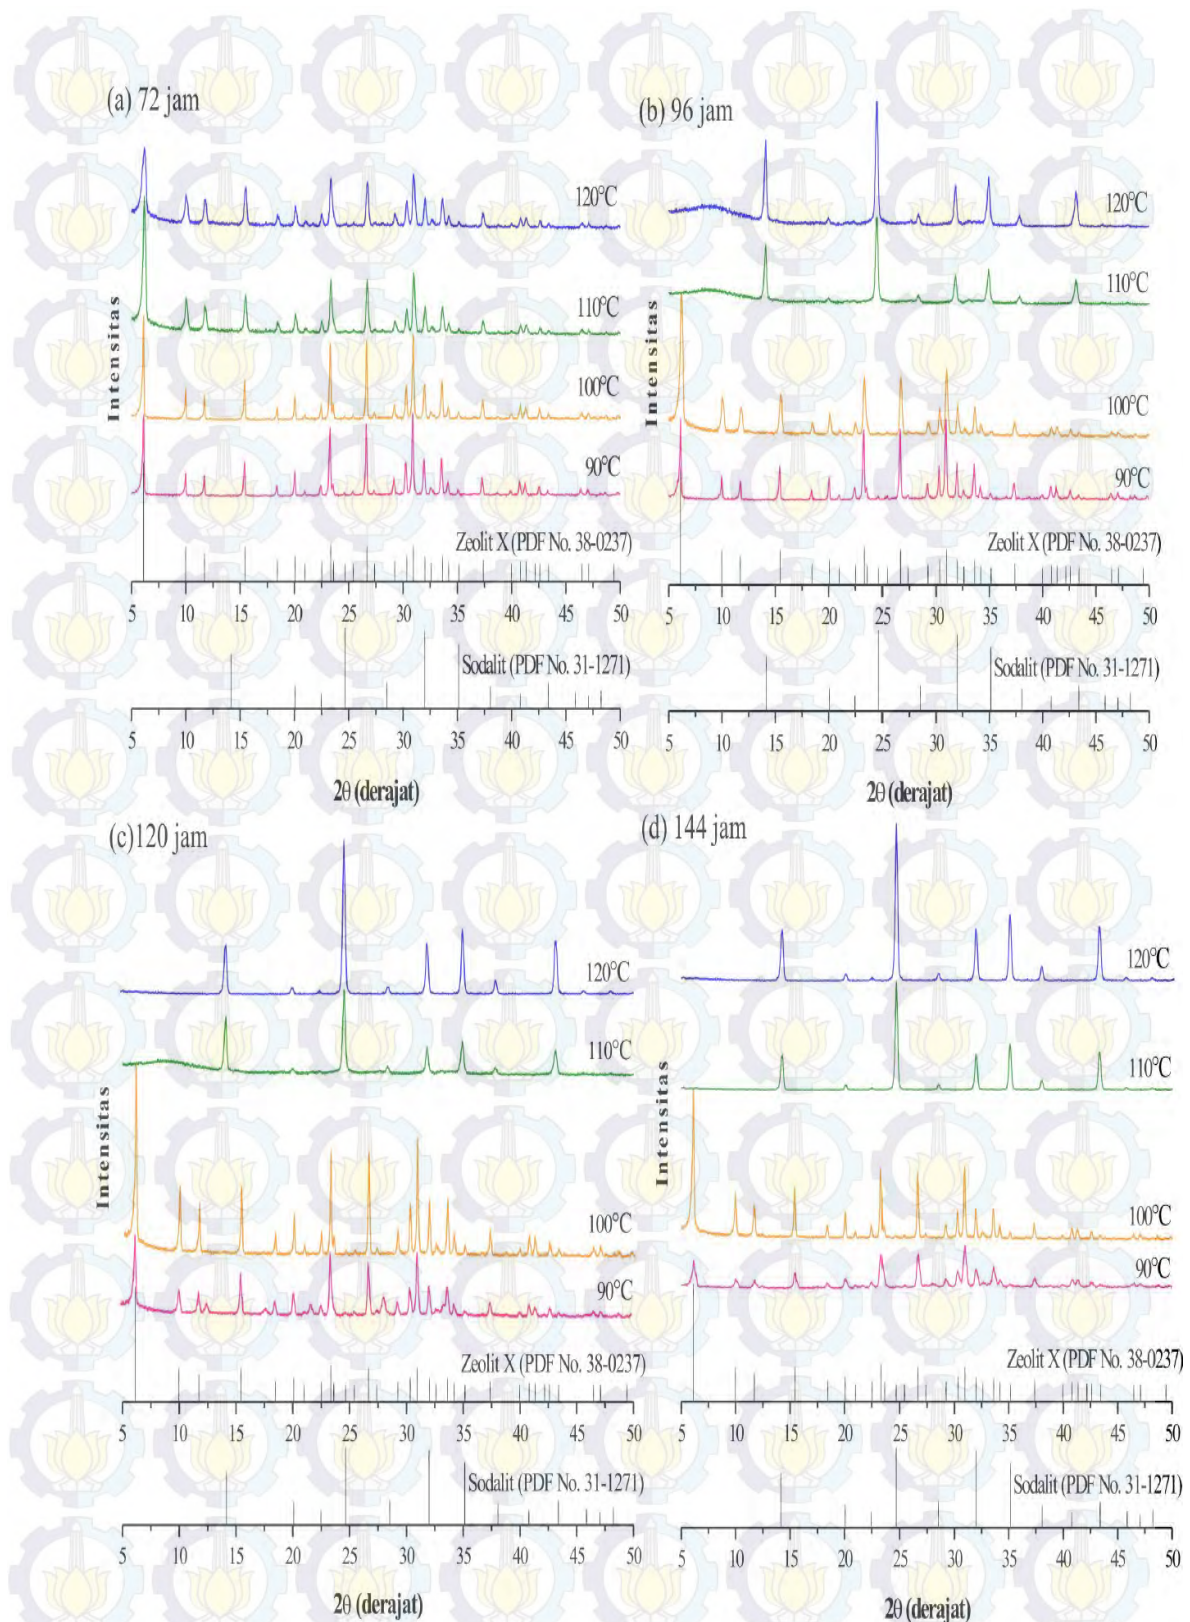 (a) 72 jam
120°C
110°C
100°C
90°C
Intensitas
Zeolit X (PDF No. 38-0237)
5 10 15 20 25 30 35 40 45 50
Sodalit (PDF No. 31-1271)
5 10 15 20 25 30 35 40 45 50
2θ (derajat)
(b) 96 jam
120°C
110°C
100°C
90°C
Intensitas
Zeolit X (PDF No. 38-0237)
5 10 15 20 25 30 35 40 45 50
Sodalit (PDF No. 31-1271)
5 10 15 20 25 30 35 40 45 50
2θ (derajat)
(c)120 jam
120°C
110°C
100°C
90°C
Intensitas
Zeolit X (PDF No. 38-0237)
5 10 15 20 25 30 35 40 45 50
Sodalit (PDF No. 31-1271)
5 10 15 20 25 30 35 40 45 50
2θ (derajat)
(d) 144 jam
120°C
110°C
100°C
90°C
Intensitas
Zeolit X (PDF No. 38-0237)
5 10 15 20 25 30 35 40 45 50
Sodalit (PDF No. 31-1271)
5 10 15 20 25 30 35 40 45 50
2θ (derajat)